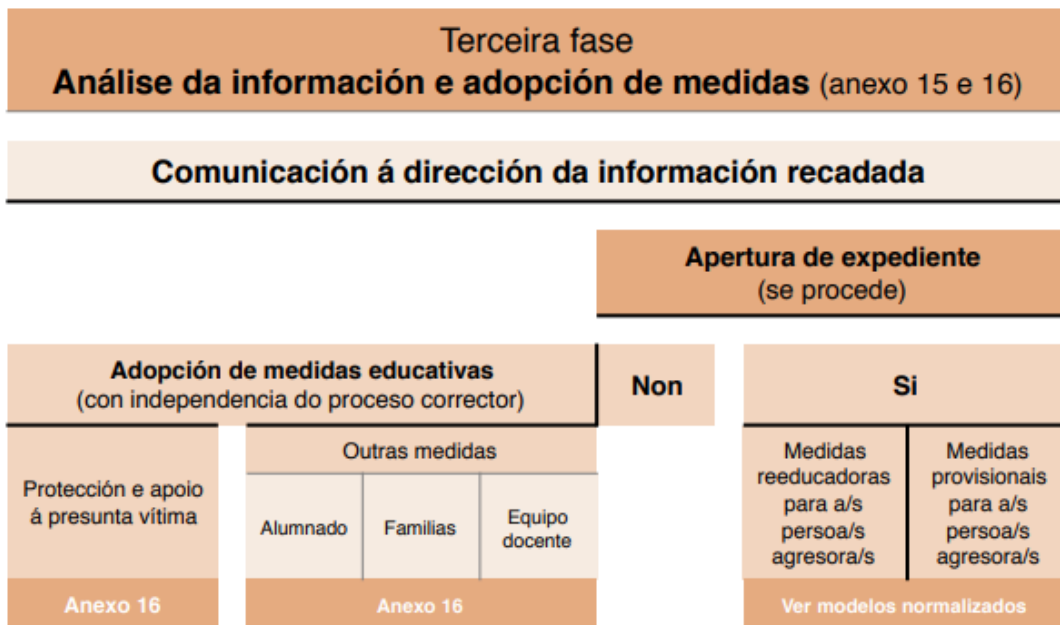 Terceira fase
Análise da información e adopción de medidas (anexo 15 e 16)
Comunicación á dirección da información recadada
Apertura de expediente
(se procede)
Adopción de medidas educativas
(con independencia do proceso corrector)
Non
Si
Protección e apoio
á presunta vítima
Outras medidas
Alumnado
Familias
Equipo
docente
Medidas
reeducadoras
para a/s
persoa/s
agresora/s
Medidas
provisionais
para a/s
persoa/s
agresora/s
Anexo 16
Anexo 16
Ver modelos normalizados